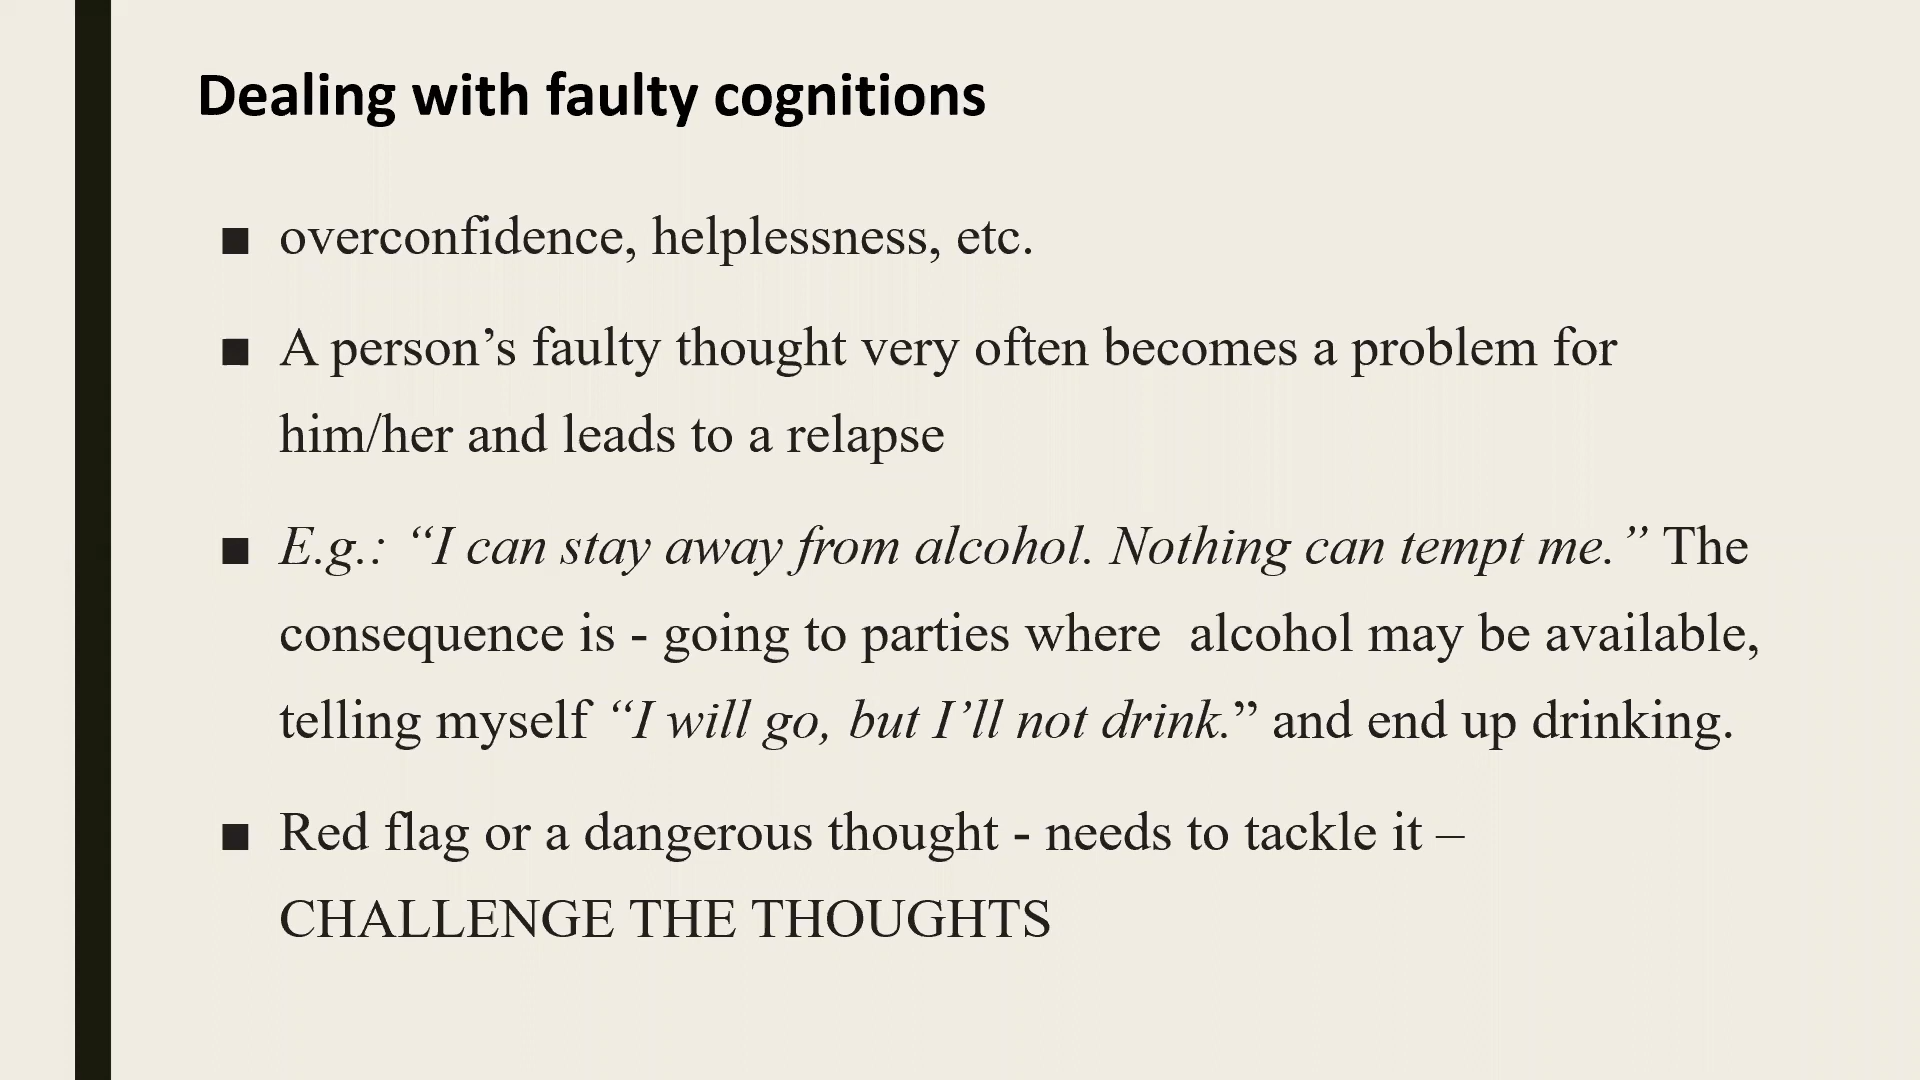 Dealing with faulty cognitions
■ overconfidence, helplessness, etc.
■ A person’s faulty thought very often becomes a problem for
him/her and leads to a relapse
■ E.g.: “I can stay away from alcohol. Nothing can tempt me.” The
consequence is - going to parties where  alcohol may be available,
telling myself “I will go, but I’ll not drink.” and end up drinking.
■ Red flag or a dangerous thought - needs to tackle it –
CHALLENGE THE THOUGHTS